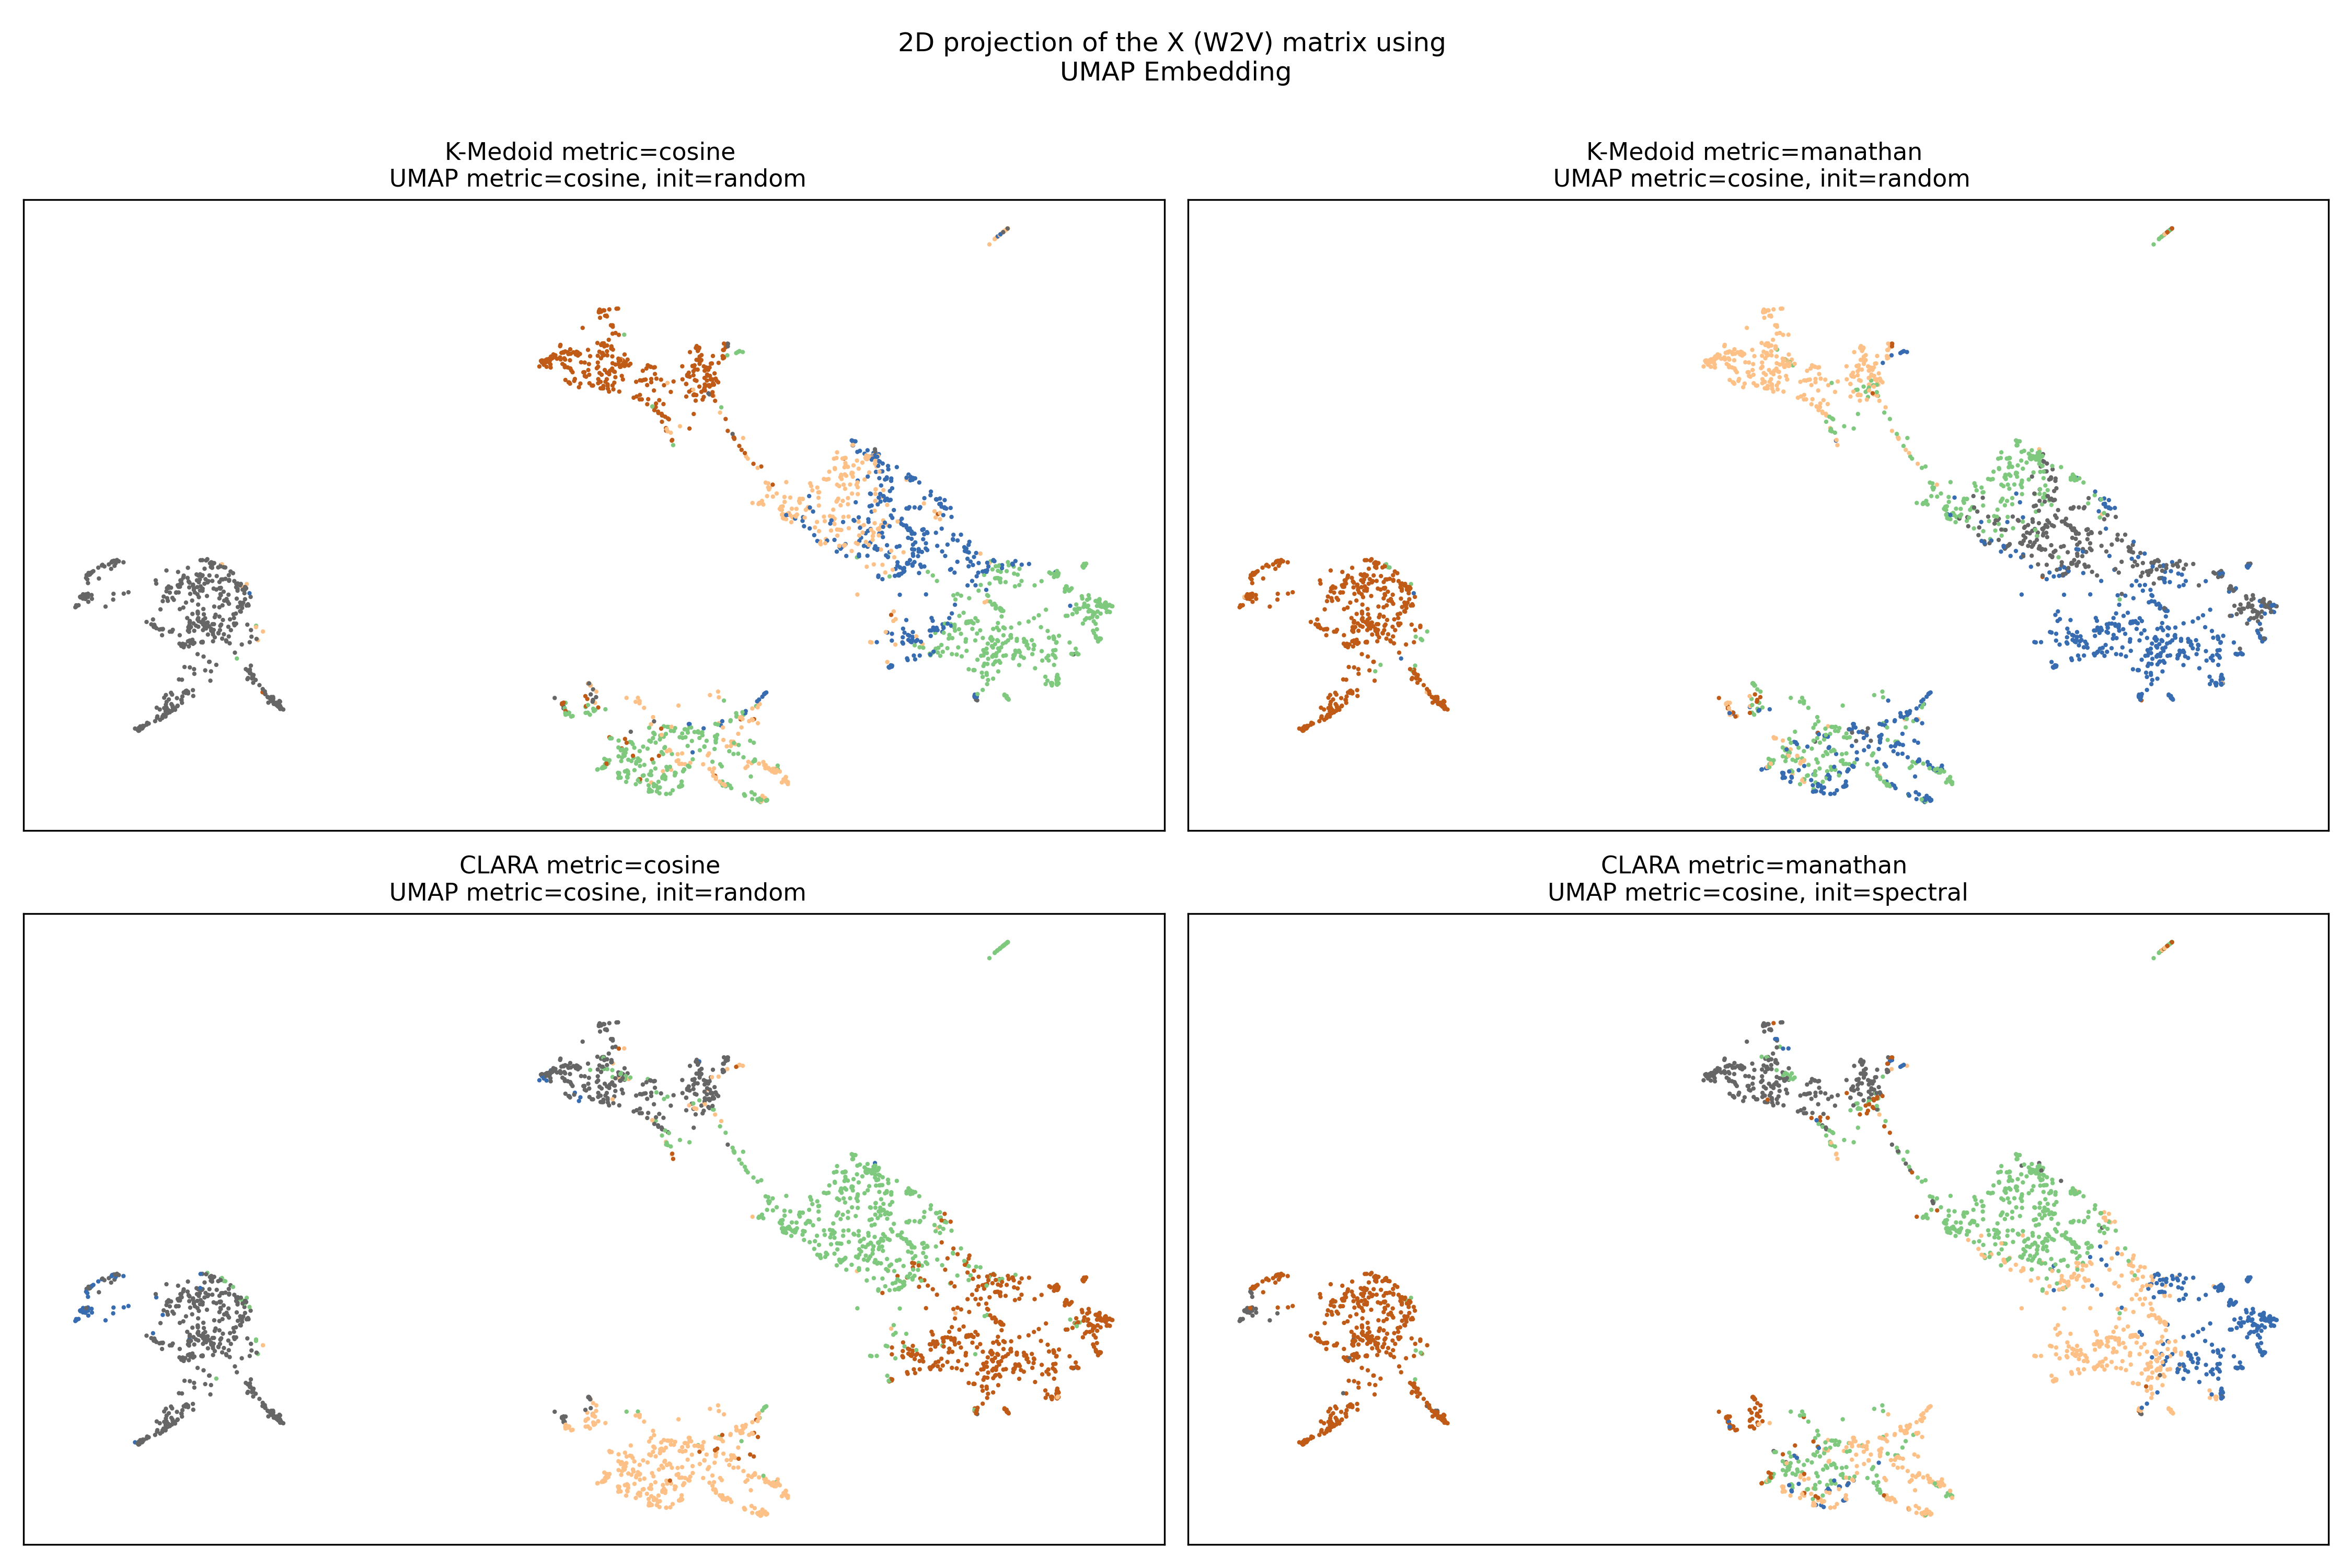 2D projection of the X (W2V) matrix using
UMAP Embedding
K-Medoid metric=cosine
UMAP metric=cosine, init=random
K-Medoid metric=manathan
UMAP metric=cosine, init=random
CLARA metric=cosine
UMAP metric=cosine, init=random
CLARA metric=manathan
UMAP metric=cosine, init=spectral